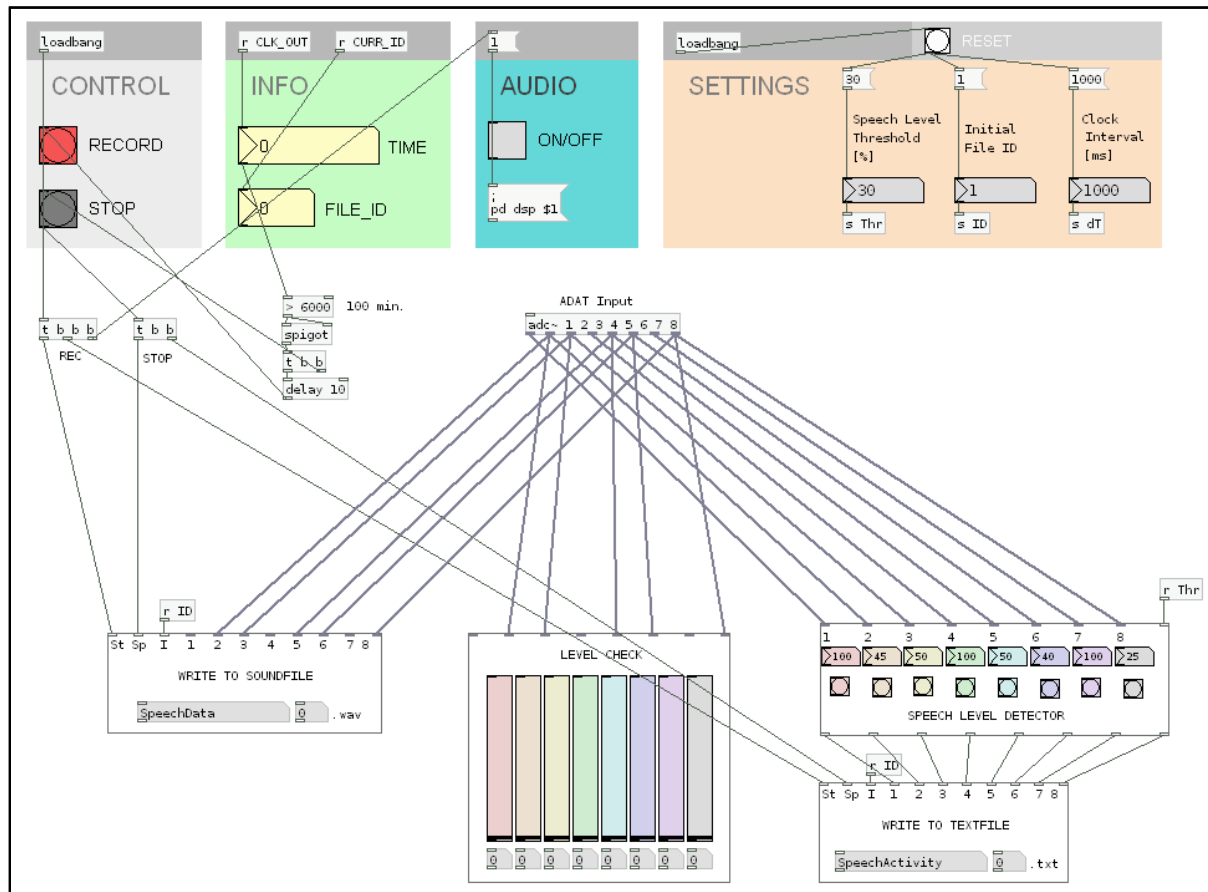 loadbang
CONTROL
RECORD
STOP
r CLK_OUT
r CURR_ID
INFO
0
TIME
0
FILE_ID
1
AUDIO
ON/OFF
;
pd dsp $1
loadbang
RESET
SETTINGS
30
1
1000
Speech Level
Threshold
[%]
Initial
File ID
Clock
Interval
[ms]
30
1
1000
s Thr
s ID
s dT
t b b b
REC
t b b
STOP
> 6000
100 min.
spigot
t b b
delay 10
ADAT Input
adc~ 1 2 3 4 5 6 7 8
r ID
St Sp I 1 2 3 4 5 6 7 8
WRITE TO SOUNDFILE
SpeechData
0
.wav
LEVEL CHECK
0 0 0 0 0 0 0 0
r Thr
1 2 3 4 5 6 7 8
100 45 50 100 50 40 100 25
SPEECH LEVEL DETECTOR
r ID
St Sp I 1 2 3 4 5 6 7 8
WRITE TO TEXTFILE
SpeechActivity
0
.txt